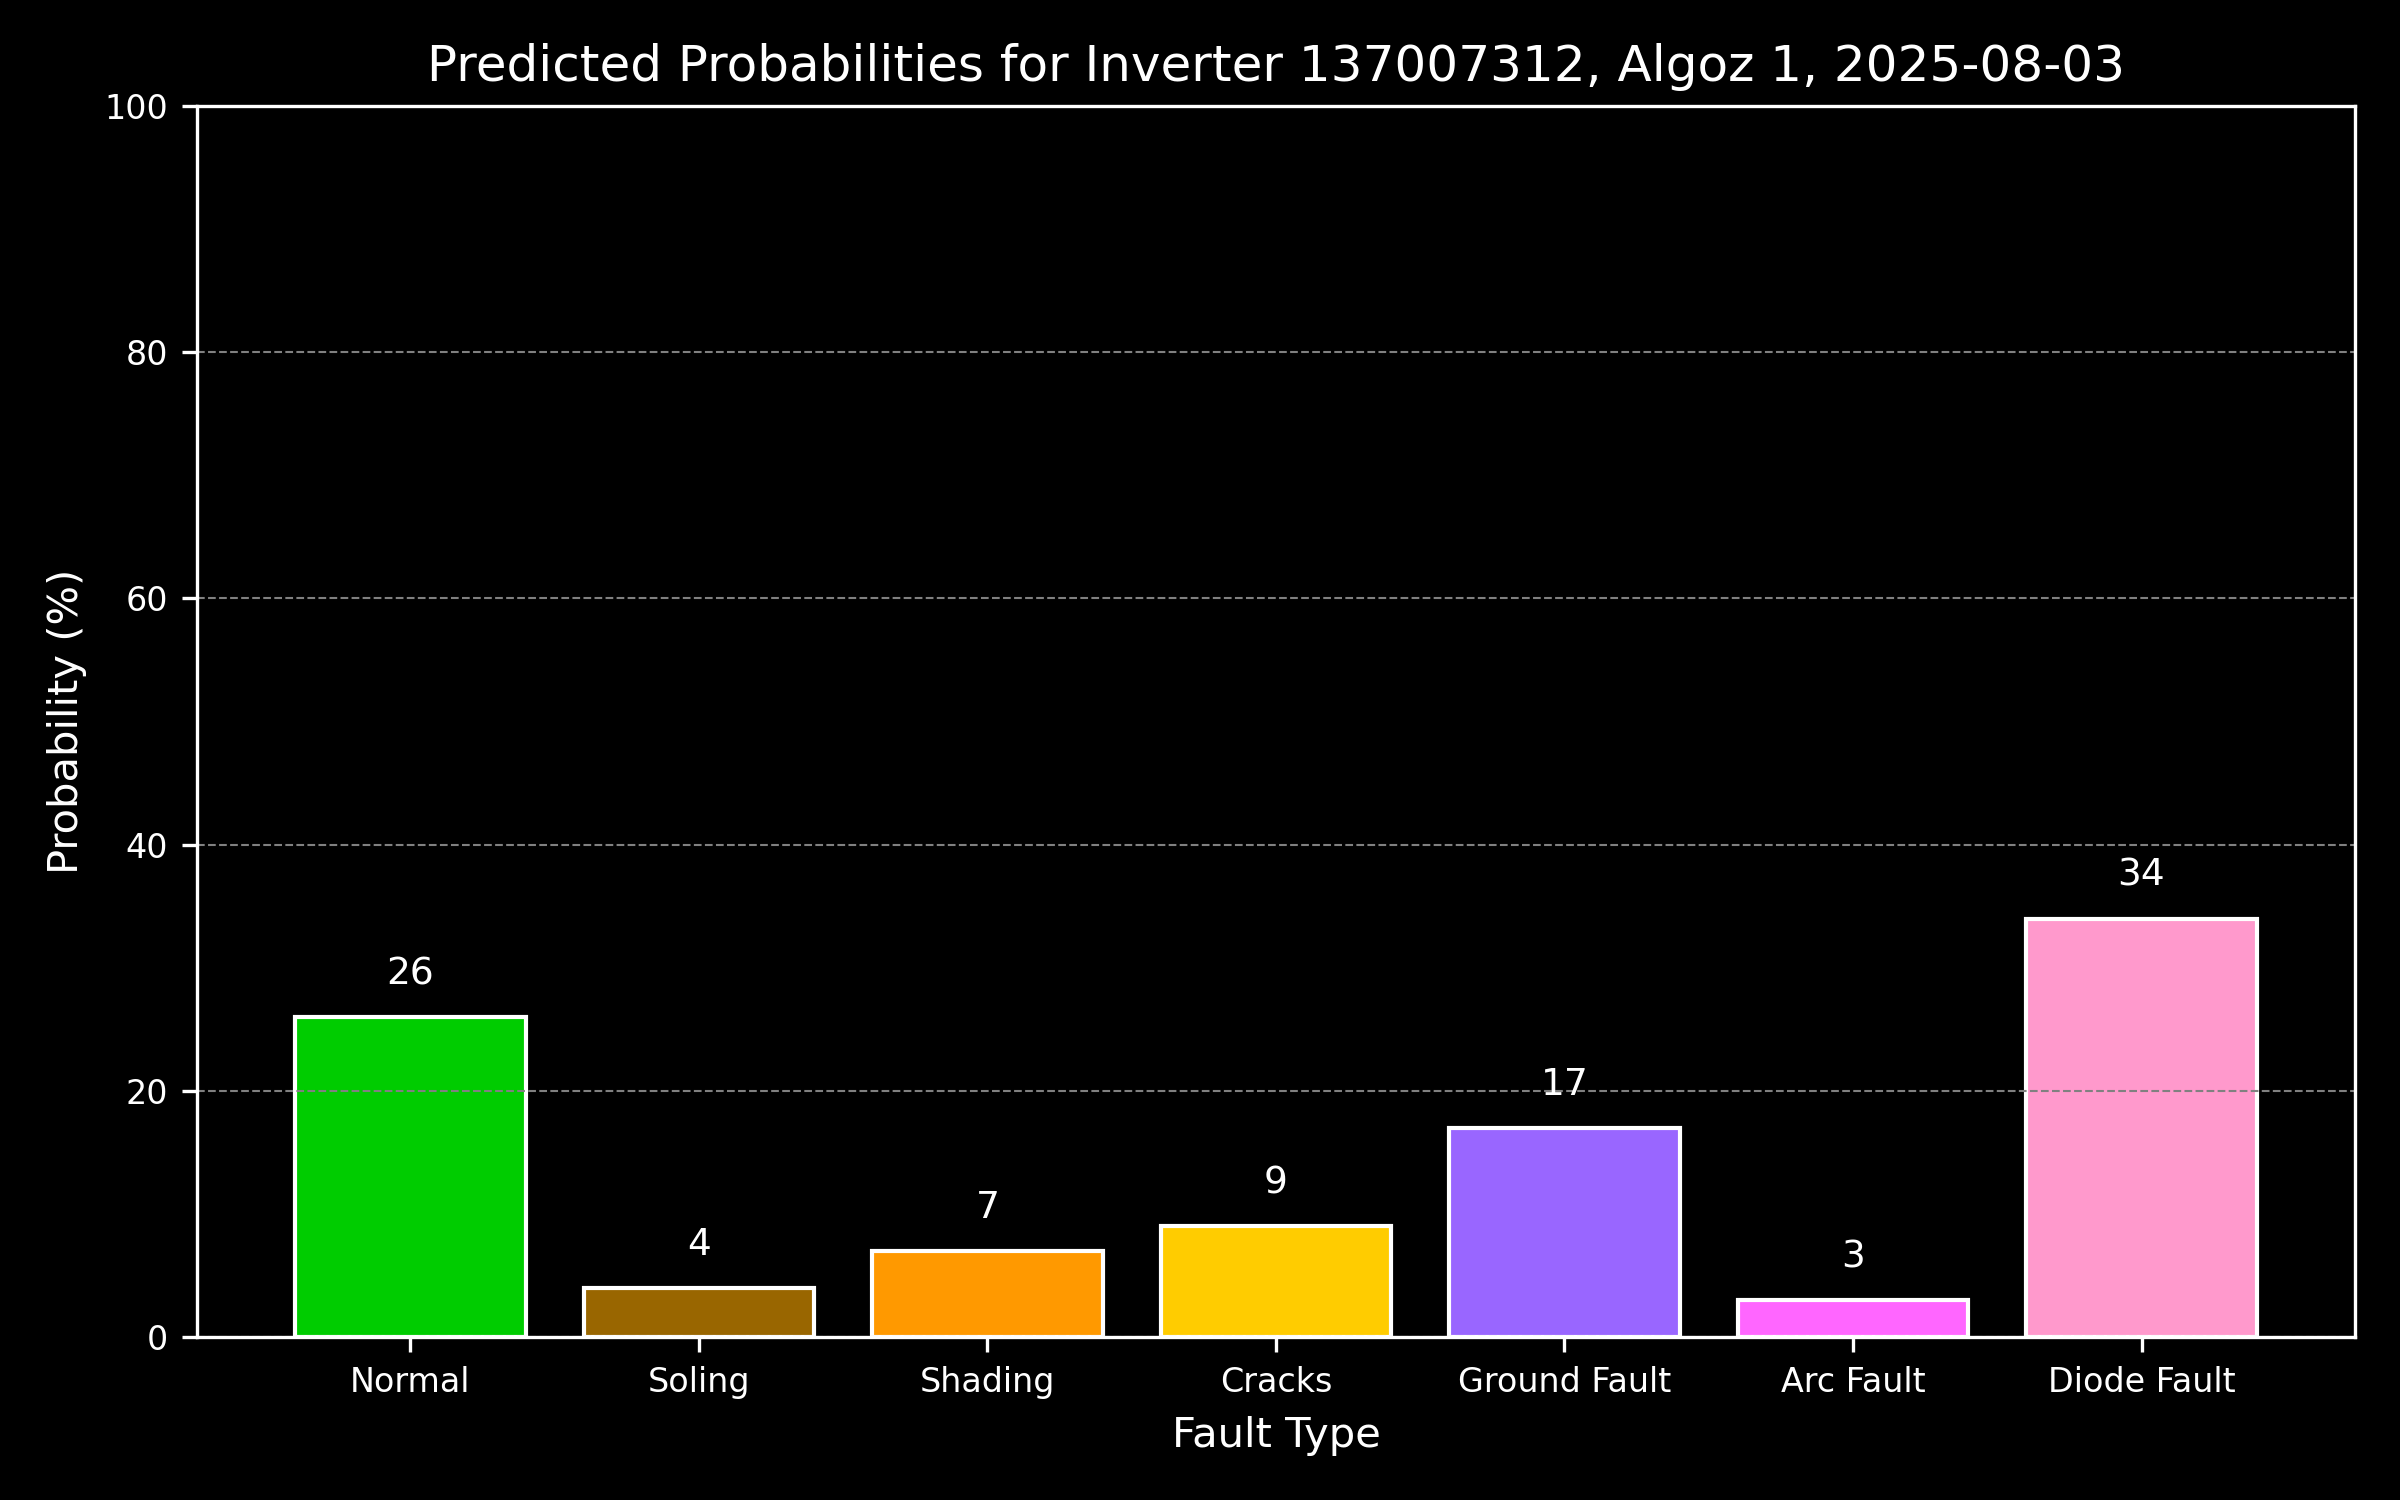 Predicted Probabilities for Inverter 137007312, Algoz 1, 2025-08-03
Probability (%)
100
80
60
40
20
0
26
4
7
9
17
3
34
Normal
Soling
Shading
Cracks
Ground Fault
Arc Fault
Diode Fault
Fault Type